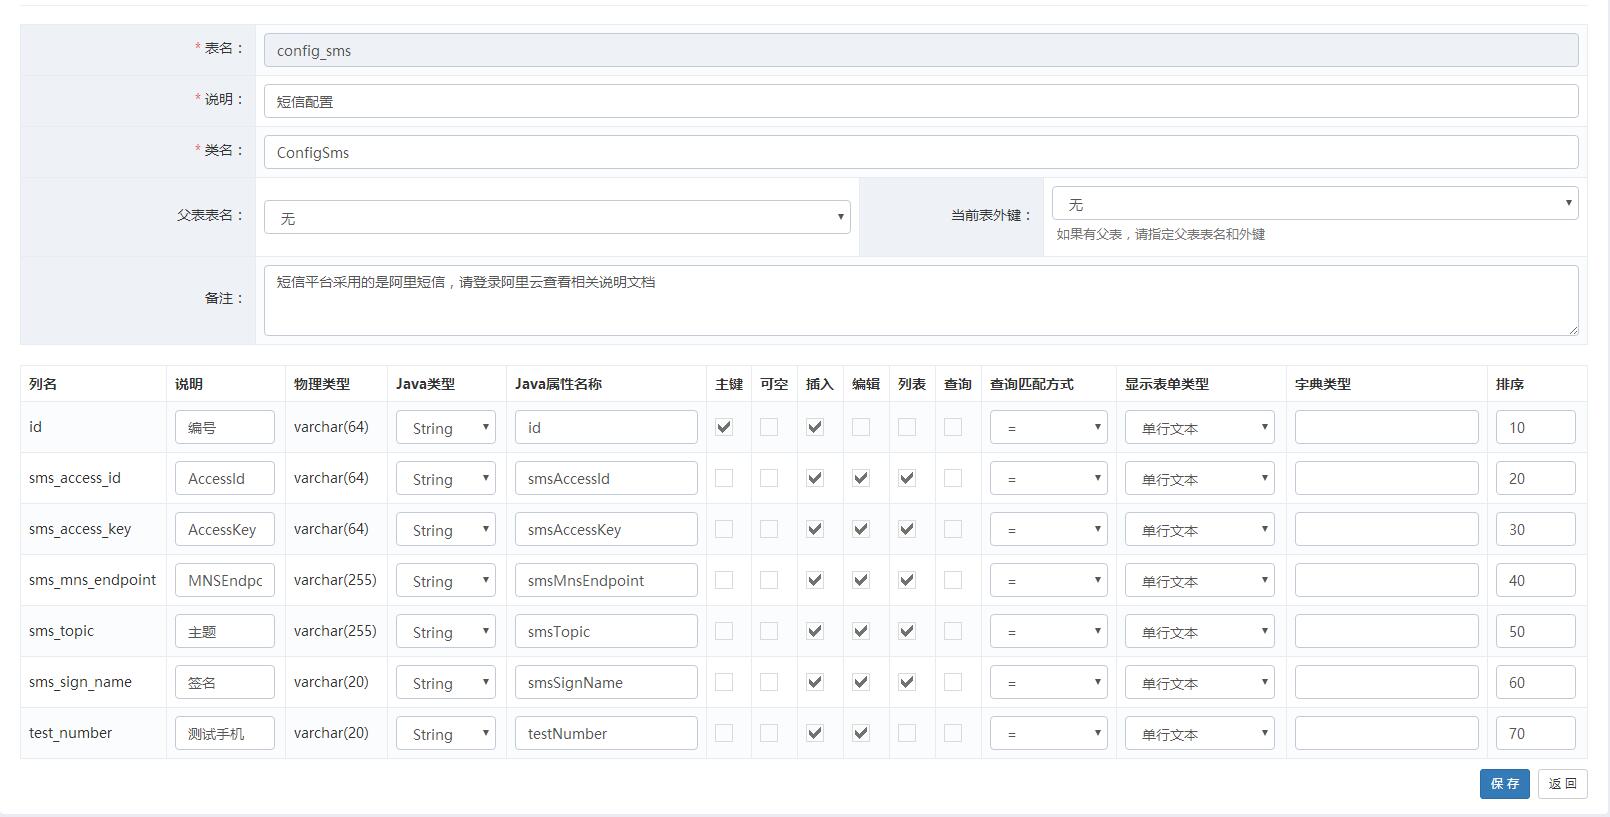 * 表名： config_sms
* 说明： 短信配置
* 类名： ConfigSms
父表表名： 无 当前表外键： 无
如果有父表，请指定父表表名和外键
备注： 短信平台采用的是阿里短信，请登录阿里云查看相关说明文档
列名 说明 物理类型 Java类型 Java属性名称 主键 可空 插入 编辑 列表 查询 查询匹配方式 显示表单类型 字典类型 排序
id 编号 varchar(64) String id = 单行文本 10
sms_access_id AccessId varchar(64) String smsAccessId = 单行文本 20
sms_access_key AccessKey varchar(64) String smsAccessKey = 单行文本 30
sms_mns_endpoint MNSEndpc varchar(255) String smsMnsEndpoint = 单行文本 40
sms_topic 主题 varchar(255) String smsTopic = 单行文本 50
sms_sign_name 签名 varchar(20) String smsSignName = 单行文本 60
test_number 测试手机 varchar(20) String testNumber = 单行文本 70
保 存 返 回